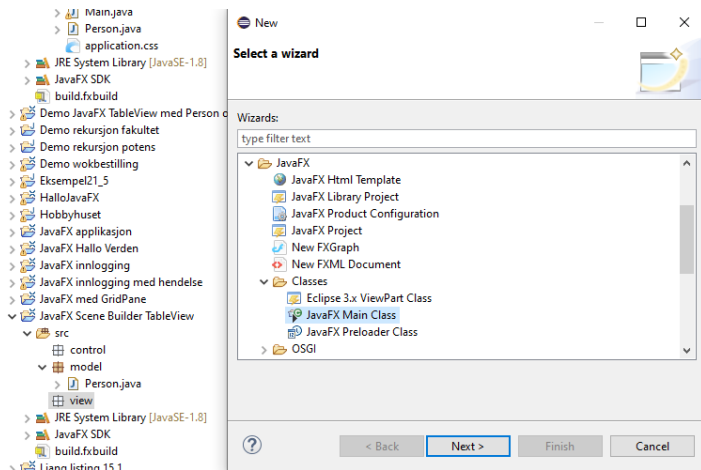 Main.java
Person.java
application.css
JRE System Library [JavaSE-1.8]
JavaFX SDK
build.fxbuild
Demo JavaFX TableView med Person o
Demo rekursjon fakultet
Demo rekursjon potens
Demo wokbestilling
Eksempel21_5
HalloJavaFX
Hobbyhuset
JavaFX applikasjon
JavaFX Hallo Verden
JavaFX innlogging
JavaFX innlogging med hendelse
JavaFX med GridPane
JavaFX Scene Builder TableView
src
control
model
Person.java
view
JRE System Library [JavaSE-1.8]
JavaFX SDK
build.fxbuild
Liang listing 15.1
New
Select a wizard
Wizards:
type filter text
JavaFX
JavaFX Html Template
JavaFX Library Project
JavaFX Product Configuration
JavaFX Project
New FXGraph
New FXML Document
Classes
Eclipse 3.x ViewPart Class
JavaFX Main Class
JavaFX Preloader Class
OSGI
?
< Back
Next >
Finish
Cancel